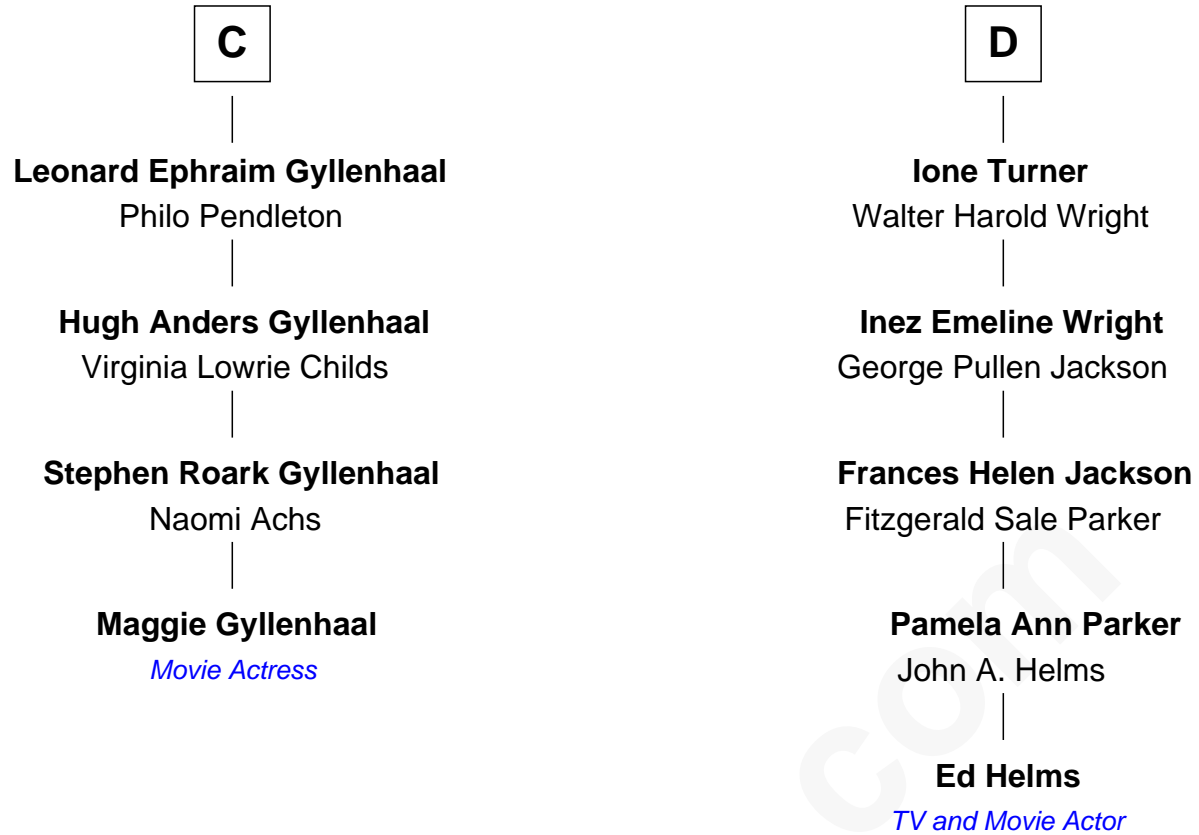 C
Leonard Ephraim Gyllenhaal
Philo Pendleton
Hugh Anders Gyllenhaal
Virginia Lowrie Childs
Stephen Roark Gyllenhaal
Naomi Achs
Maggie Gyllenhaal
Movie Actress
D
Ione Turner
Walter Harold Wright
Inez Emeline Wright
George Pullen Jackson
Frances Helen Jackson
Fitzgerald Sale Parker
Pamela Ann Parker
John A. Helms
Ed Helms
TV and Movie Actor
com